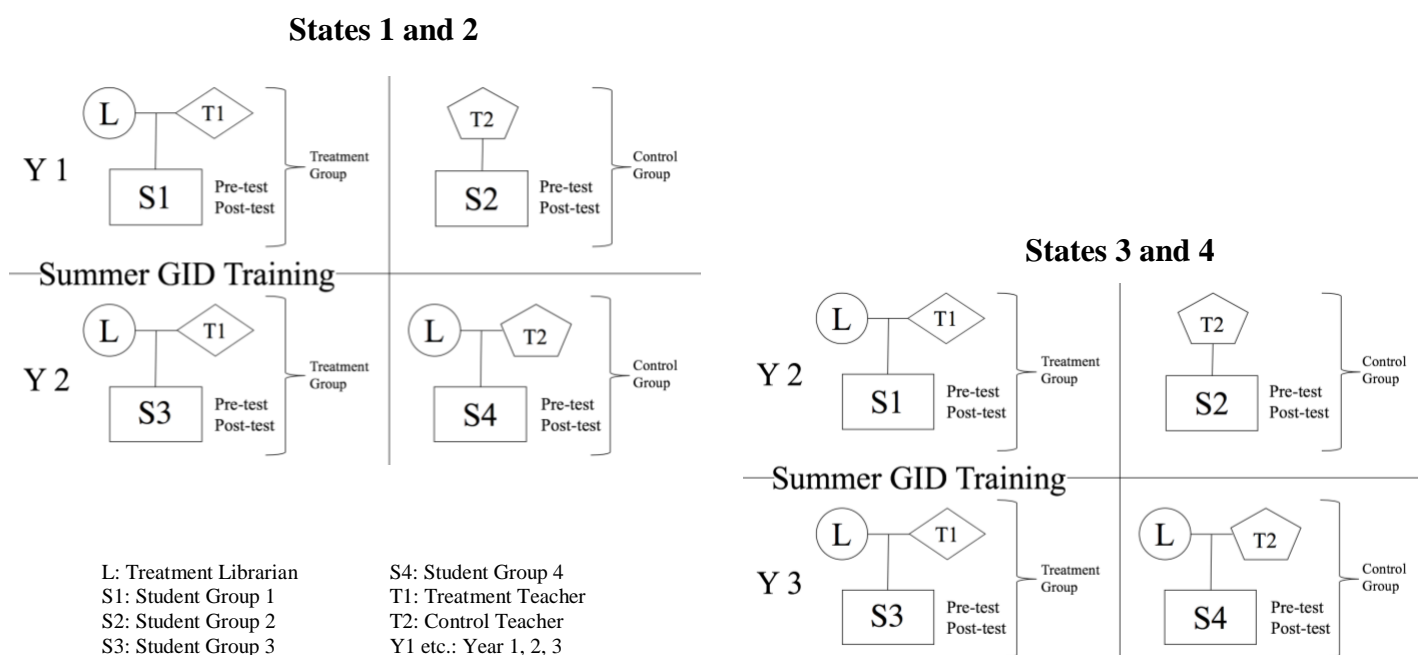 States 1 and 2
L
T1
Treatment
Group
Y 1
S1
Pre-test
Post-test
T2
Control
Group
S2
Pre-test
Post-test
Summer GID Training
L
T1
Treatment
Group
Y 2
S3
Pre-test
Post-test
L
T2
Control
Group
S4
Pre-test
Post-test
States 3 and 4
L
T1
Treatment
Group
Y 2
S1
Pre-test
Post-test
T2
Control
Group
S2
Pre-test
Post-test
Summer GID Training
L
T1
Treatment
Group
Y 3
S3
Pre-test
Post-test
L
T2
Control
Group
S4
Pre-test
Post-test
L: Treatment Librarian
S1: Student Group 1
S2: Student Group 2
S3: Student Group 3
S4: Student Group 4
T1: Treatment Teacher
T2: Control Teacher
Y1 etc.: Year 1, 2, 3